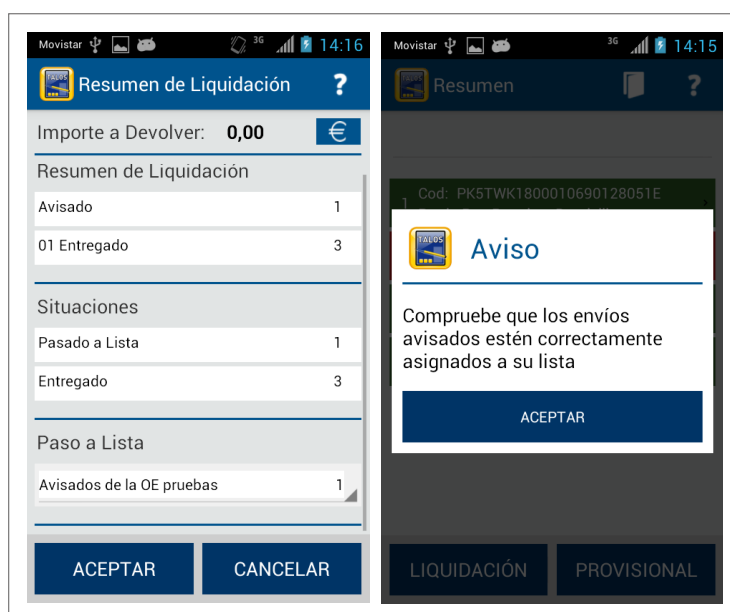 Movistar 3G 14:16
TALOS Resumen de Liquidación ?
Importe a Devolver: 0,00 €
Resumen de Liquidación
Avisado 1
01 Entregado 3
Situaciones
Pasado a Lista 1
Entregado 3
Paso a Lista
Avisados de la OE pruebas 1
ACEPTAR CANCELAR
Movistar 3G 14:15
TALOS Resumen ?
1 Cod: PK5TWK1800010690128051E
TALOS Aviso
Compruebe que los envíos
avisados estén correctamente
asignados a su lista
ACEPTAR
LIQUIDACIÓN PROVISIONAL